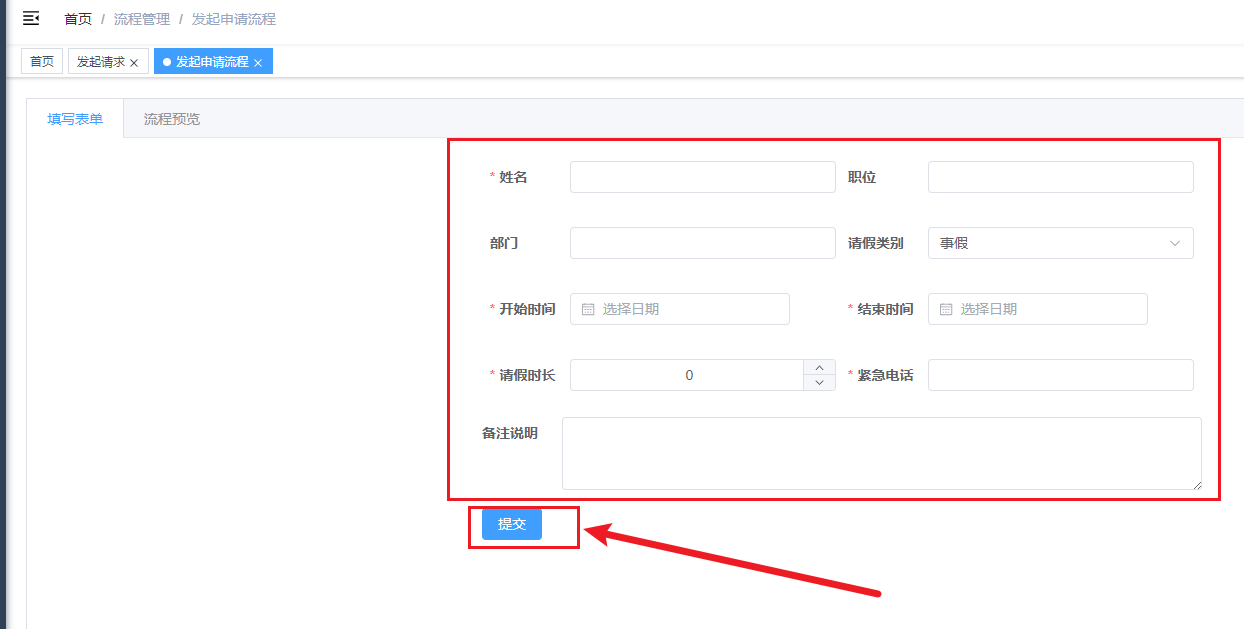 首页 / 流程管理 / 发起申请流程
首页 发起请求 × 发起申请流程 ×
填写表单 流程预览
* 姓名 职位
部门 请假类别 事假
* 开始时间 选择日期 * 结束时间 选择日期
* 请假时长 0 * 紧急电话
备注说明
提交